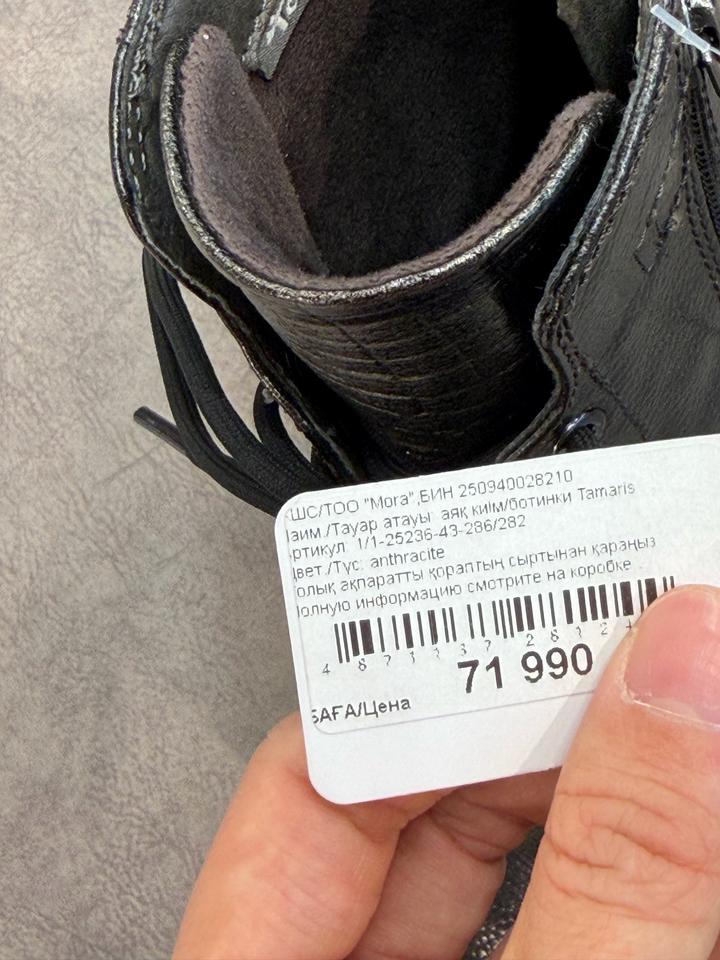 ШС/ТОО "Mora",БИН 250940028210
аим./Тауар атауы: аяқ киім/ботинки Tamaris
ртикул: 1/1-25236-43-286/282
вет./Түс: anthracite
олық ақпаратты қораптың сыртынан қараңыз
олную информацию смотрите на коробке
71 990
БАҒА/Цена